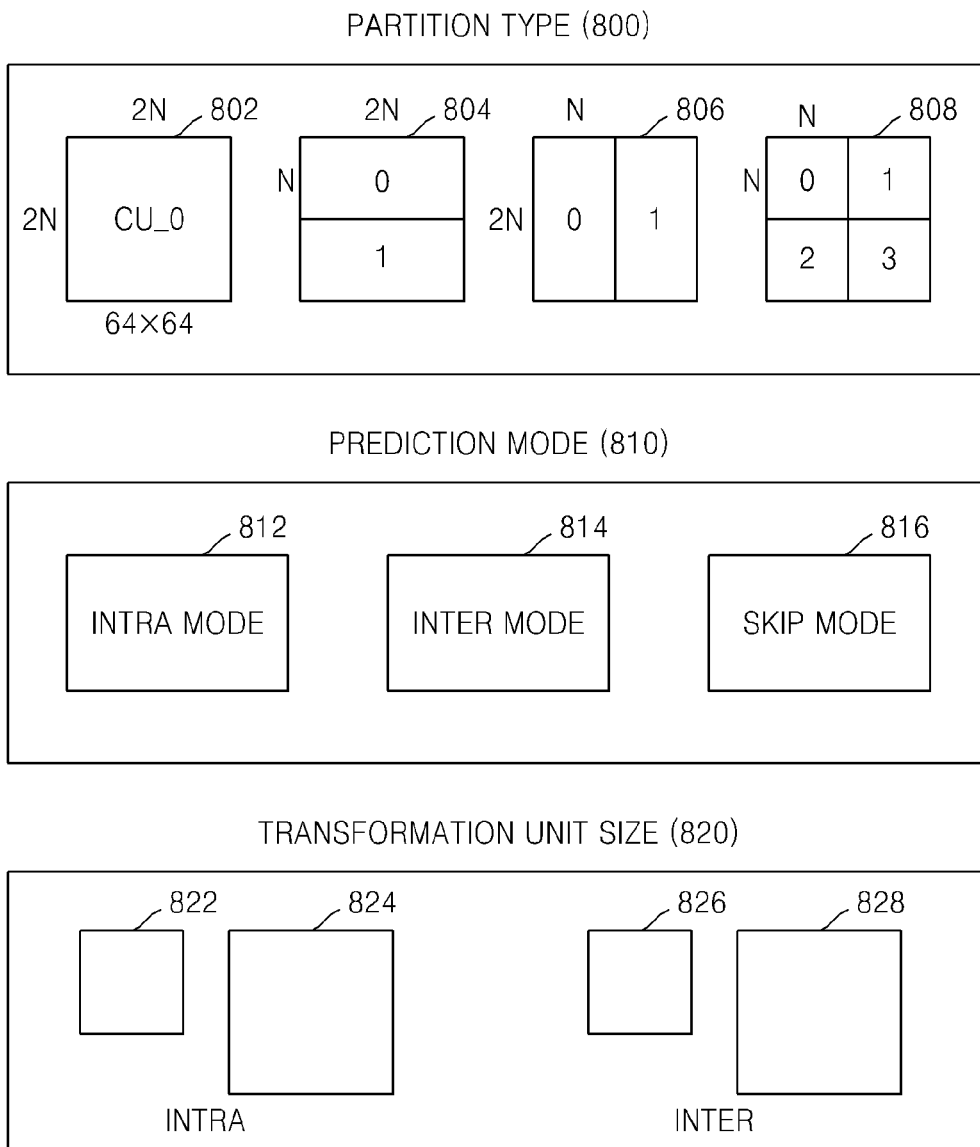 PARTITION TYPE (800)
2N 802 2N 804 N 806 N 808
2N CU_0 N 0 2N 0 1 N 0 1
1 2 3
64×64
PREDICTION MODE (810)
812 814 816
INTRA MODE INTER MODE SKIP MODE
TRANSFORMATION UNIT SIZE (820)
822 824 826 828
INTRA INTER